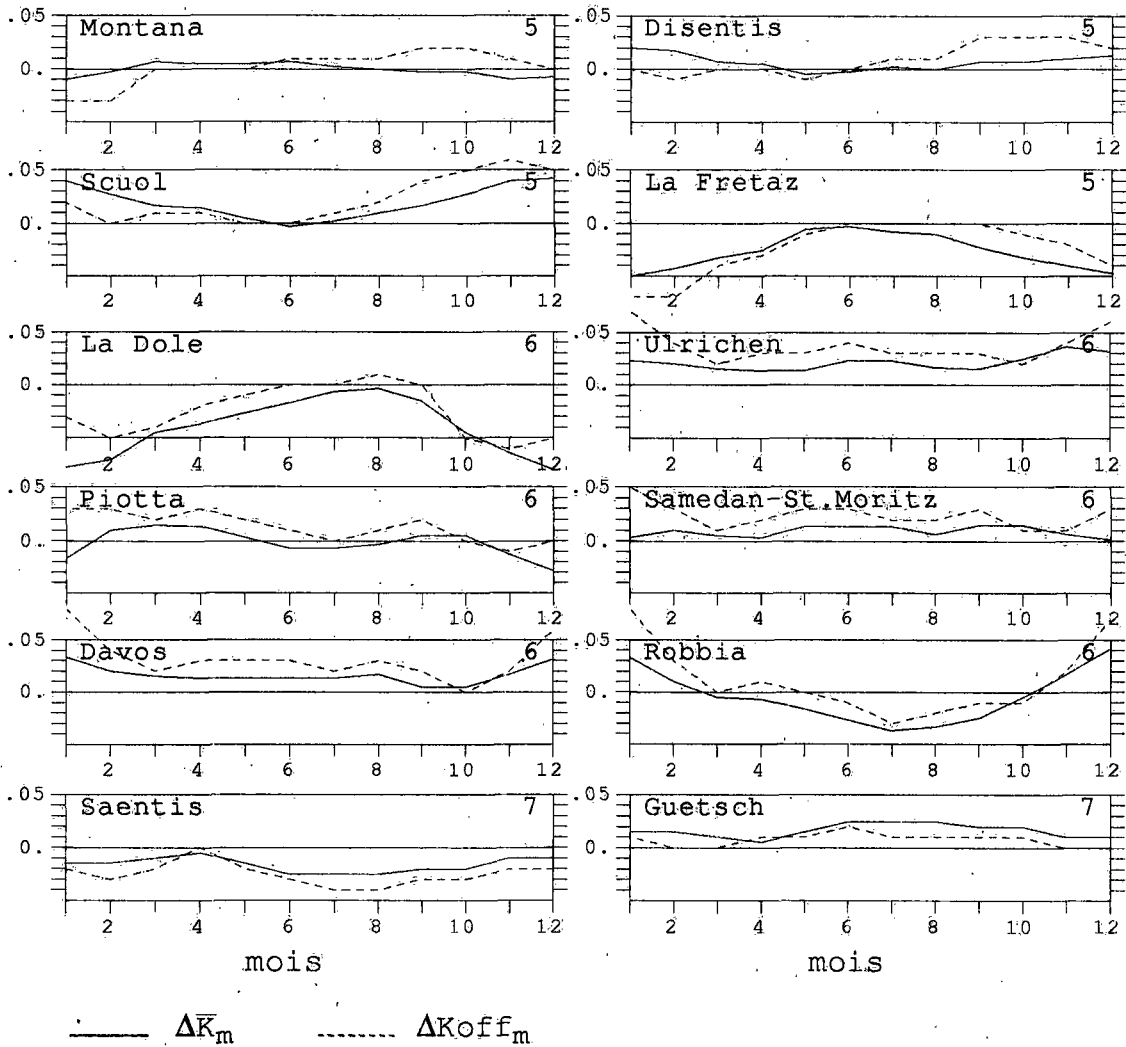 .05 Montana 5 .05 Disentis 5
0. 0.
2 4 6 8 10 12 2 4 6 8 10 12
.05 Scuol 5 .05 La Fretaz 5
0. 0.
2 4 6 8 10 12 2 4 6 8 10 12
.05 La Dole 6 .05 Ulrichen 6
0. 0.
2 4 6 8 10 12 2 4 6 8 10 12
.05 Piotta 6 .05 Samedan-St.Moritz 6
0. 0.
2 4 6 8 10 12 2 4 6 8 10 12
.05 Davos 6 .05 Robbia 6
0. 0.
2 4 6 8 10 12 2 4 6 8 10 12
.05 Saentis 7 .05 Guetsch 7
0. 0.
2 4 6 8 10 12 2 4 6 8 10 12
mois mois
ΔK̅m ΔKoffm